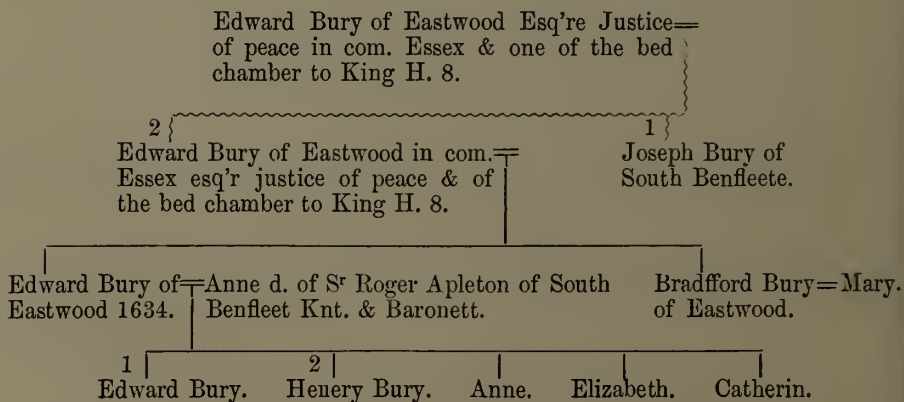 Edward Bury of Eastwood Esq're Justice=
of peace in com. Essex & one of the bed
chamber to King H. 8.
2
1
Edward Bury of Eastwood in com.=
Essex esq'r justice of peace & of
the bed chamber to King H. 8.
Joseph Bury of
South Benfleete.
Edward Bury of=Anne d. of Sʳ Roger Apleton of South
Eastwood 1634.
Benfleet Knt. & Baronett.
Bradfford Bury=Mary.
of Eastwood.
1
2
Edward Bury. Henery Bury. Anne. Elizabeth. Catherin.